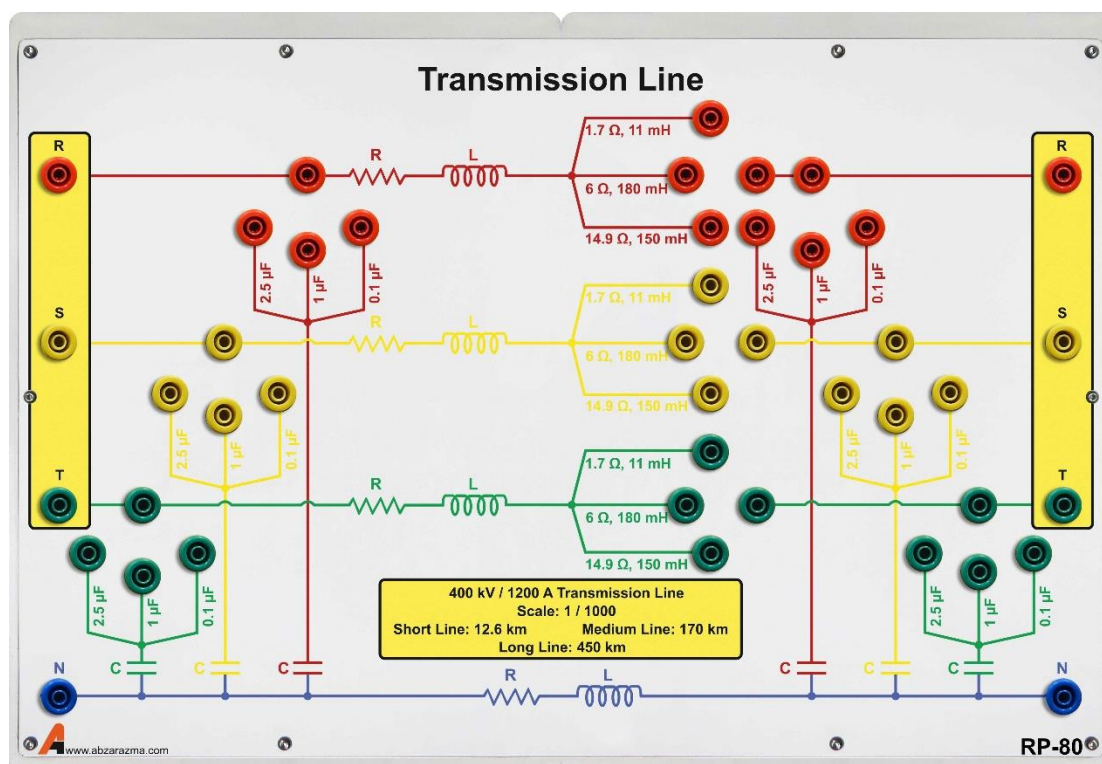 Transmission Line
R
R
R
L
1.7 Ω, 11 mH
6 Ω, 180 mH
14.9 Ω, 150 mH
2.5 µF
1 µF
0.1 µF
2.5 µF
1 µF
0.1 µF
S
S
R
L
1.7 Ω, 11 mH
6 Ω, 180 mH
14.9 Ω, 150 mH
2.5 µF
1 µF
0.1 µF
2.5 µF
1 µF
0.1 µF
T
T
R
L
1.7 Ω, 11 mH
6 Ω, 180 mH
14.9 Ω, 150 mH
2.5 µF
1 µF
0.1 µF
2.5 µF
1 µF
0.1 µF
400 kV / 1200 A Transmission Line
Scale: 1 / 1000
Short Line: 12.6 km Medium Line: 170 km
Long Line: 450 km
N
C
C
C
R
L
C
C
C
N
www.abzarazma.com
RP-80